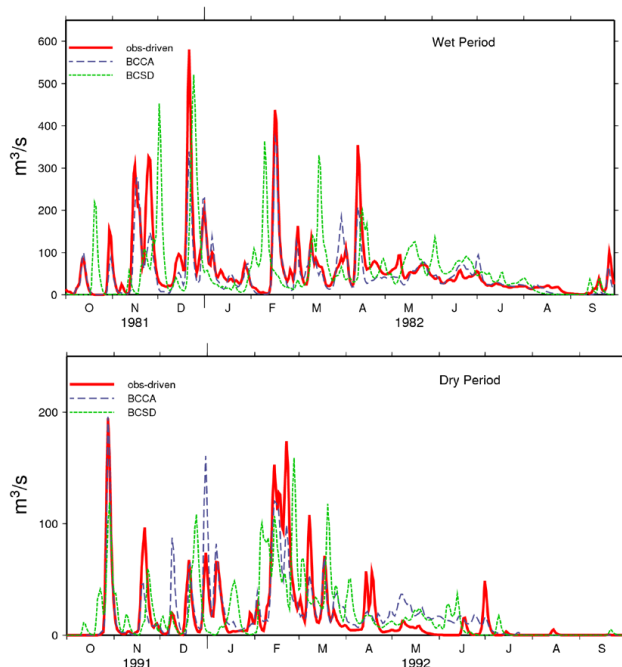 Wet Period
obs-driven
BCCA
BCSD
m³/s
600
500
400
300
200
100
0
O N D J F M A M J J A S
1981 1982
Dry Period
obs-driven
BCCA
BCSD
m³/s
200
100
0
O N D J F M A M J J A S
1991 1992